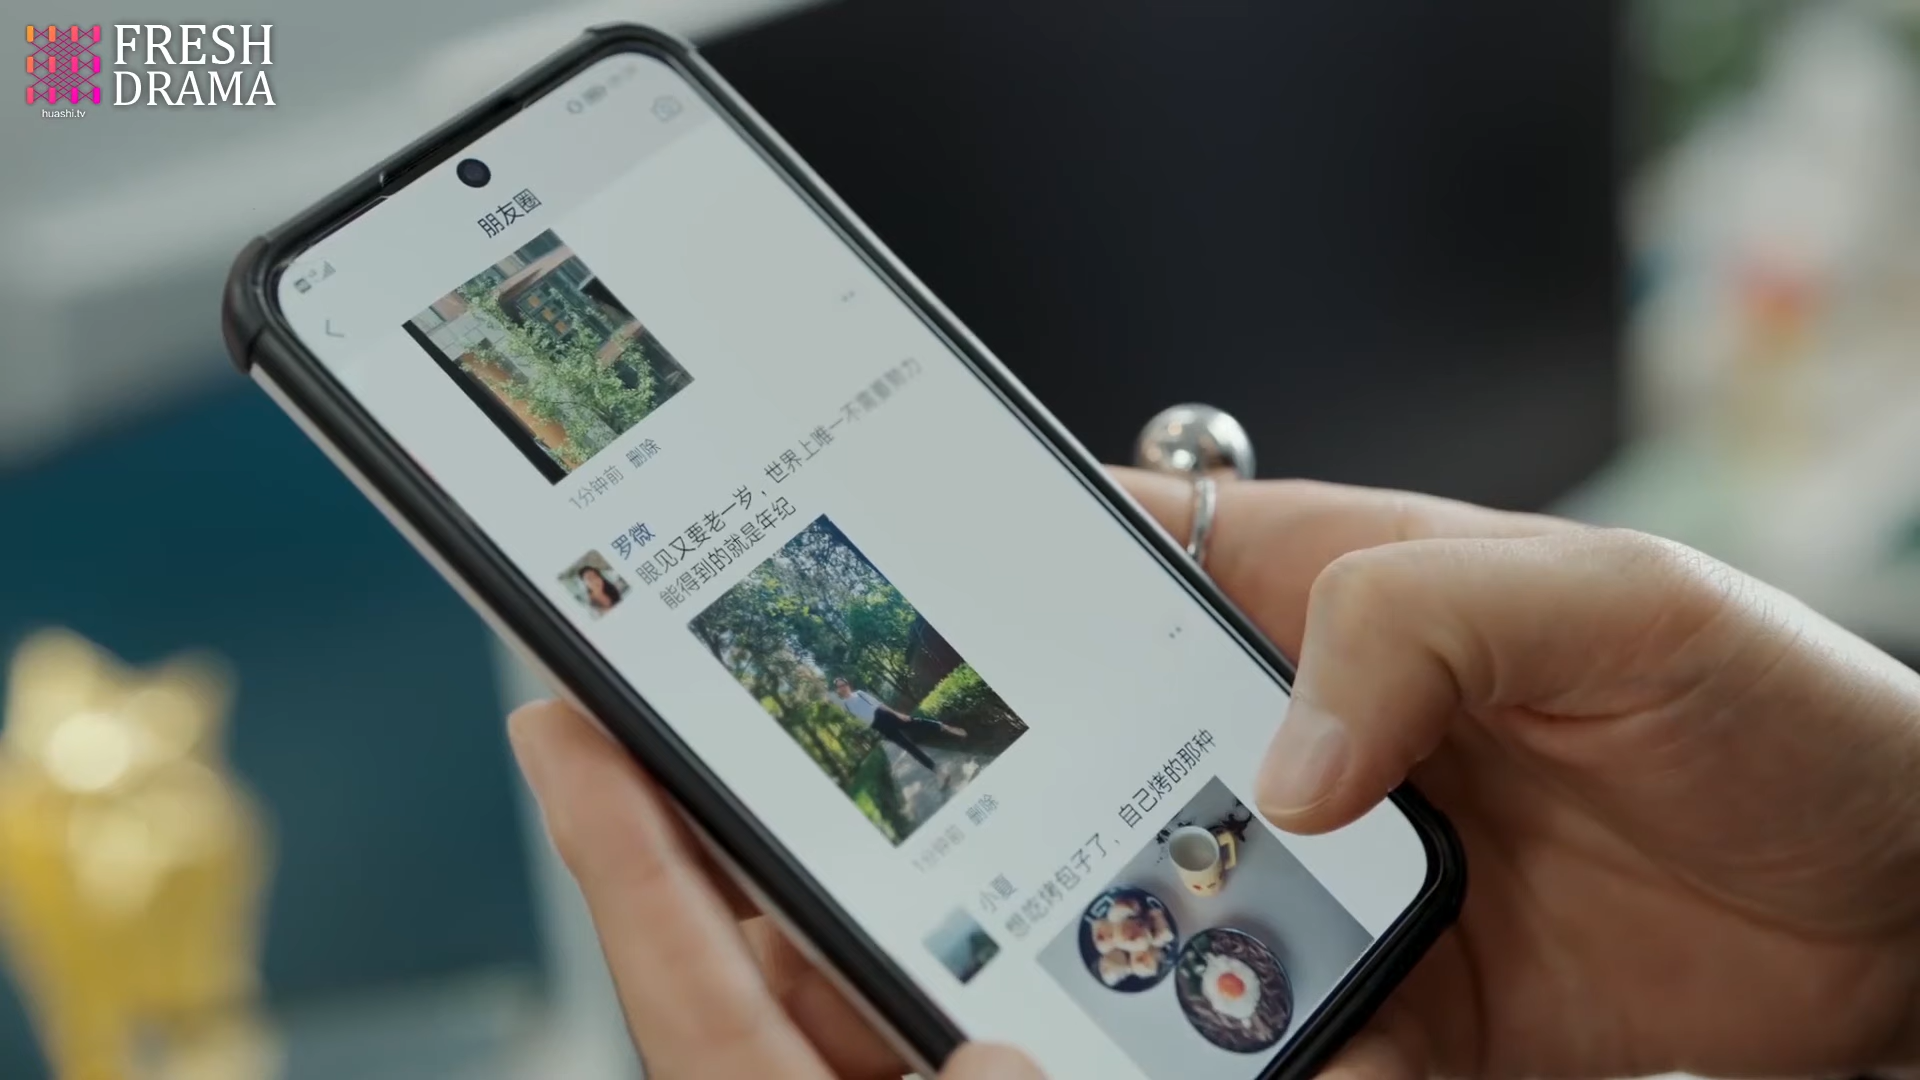 FRESH
DRAMA
huashi.tv
朋友圈
1分钟前 删除
罗微
眼见又要老一岁，世界上唯一不需要努力
能得到的就是年纪
1分钟前 删除
小夏
想吃烤包子了，自己烤的那种